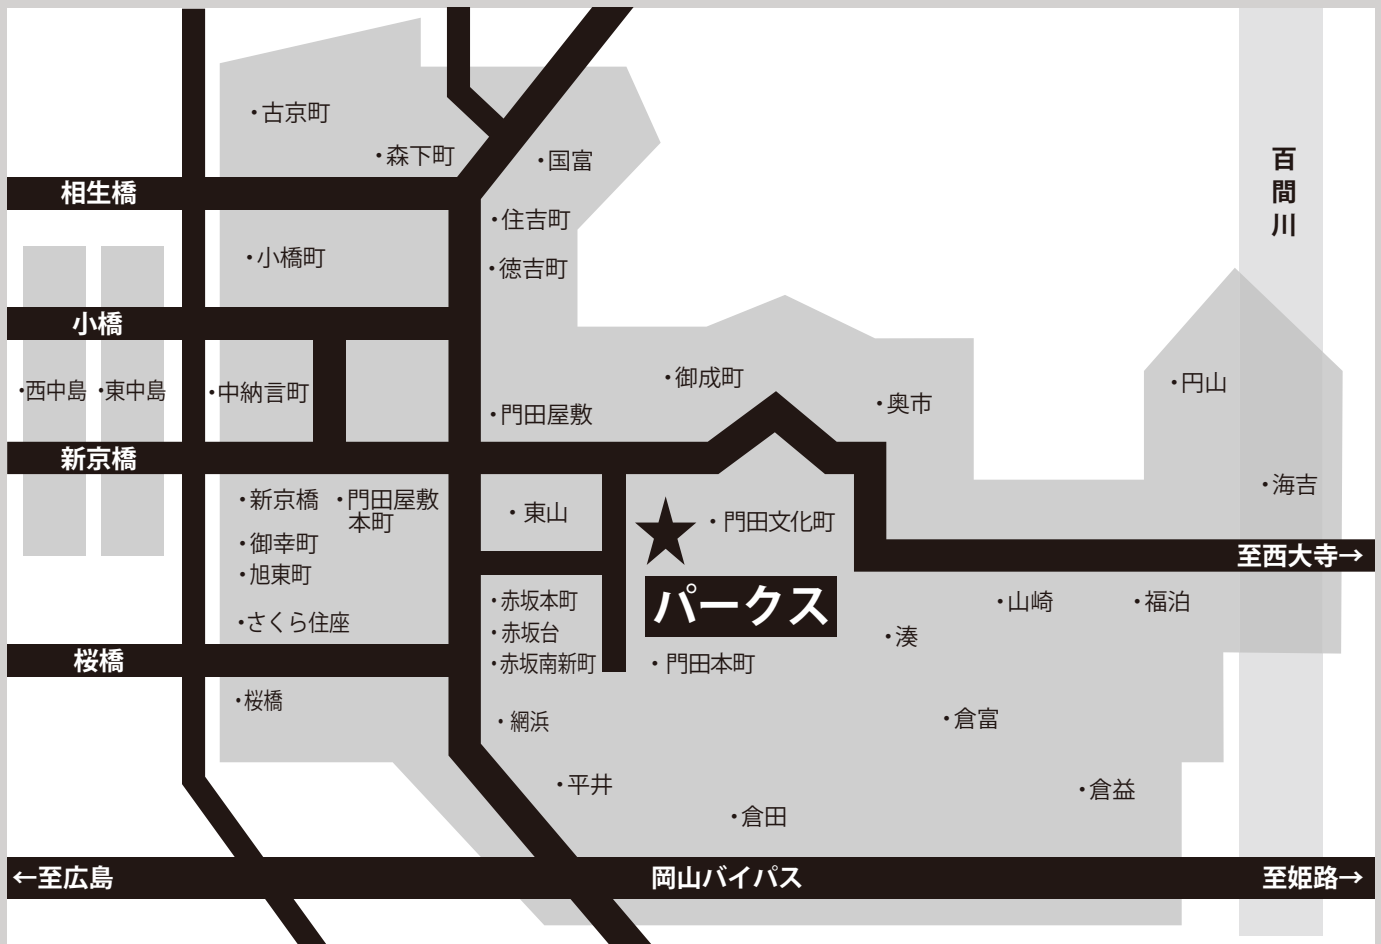 ・古京町
・森下町
・国富
百間川
相生橋
・住吉町
・小橋町
・徳吉町
小橋
・西中島
・東中島
・中納言町
・御成町
・円山
・奥市
・門田屋敷
新京橋
・海吉
・新京橋
・門田屋敷
本町
・東山
・門田文化町
・御幸町
至西大寺→
・旭東町
・赤坂本町
パークス
・山崎
・福泊
・さくら住座
・赤坂台
・湊
桜橋
・赤坂南新町
・門田本町
・桜橋
・網浜
・倉富
・平井
・倉益
・倉田
←至広島
岡山バイパス
至姫路→